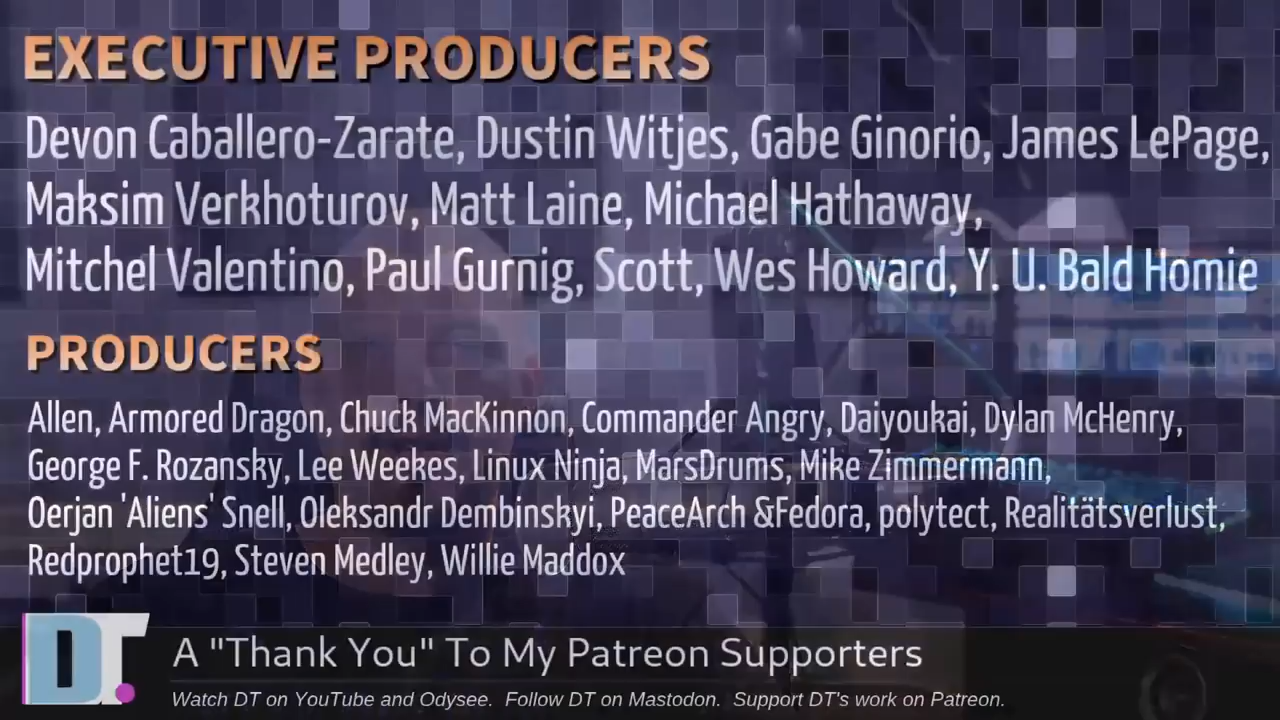 EXECUTIVE PRODUCERS
Devon Caballero-Zarate, Dustin Witjes, Gabe Ginorio, James LePage,
Maksim Verkhoturov, Matt Laine, Michael Hathaway,
Mitchel Valentino, Paul Gurnig, Scott, Wes Howard, Y. U. Bald Homie
PRODUCERS
Allen, Armored Dragon, Chuck MacKinnon, Commander Angry, Daiyoukai, Dylan McHenry,
George F. Rozansky, Lee Weekes, Linux Ninja, MarsDrums, Mike Zimmermann,
Oerjan 'Aliens' Snell, Oleksandr Dembinskyi, PeaceArch &Fedora, polytect, Realitätsverlust,
Redprophet19, Steven Medley, Willie Maddox
DT.
A "Thank You" To My Patreon Supporters
Watch DT on YouTube and Odysee. Follow DT on Mastodon. Support DT's work on Patreon.